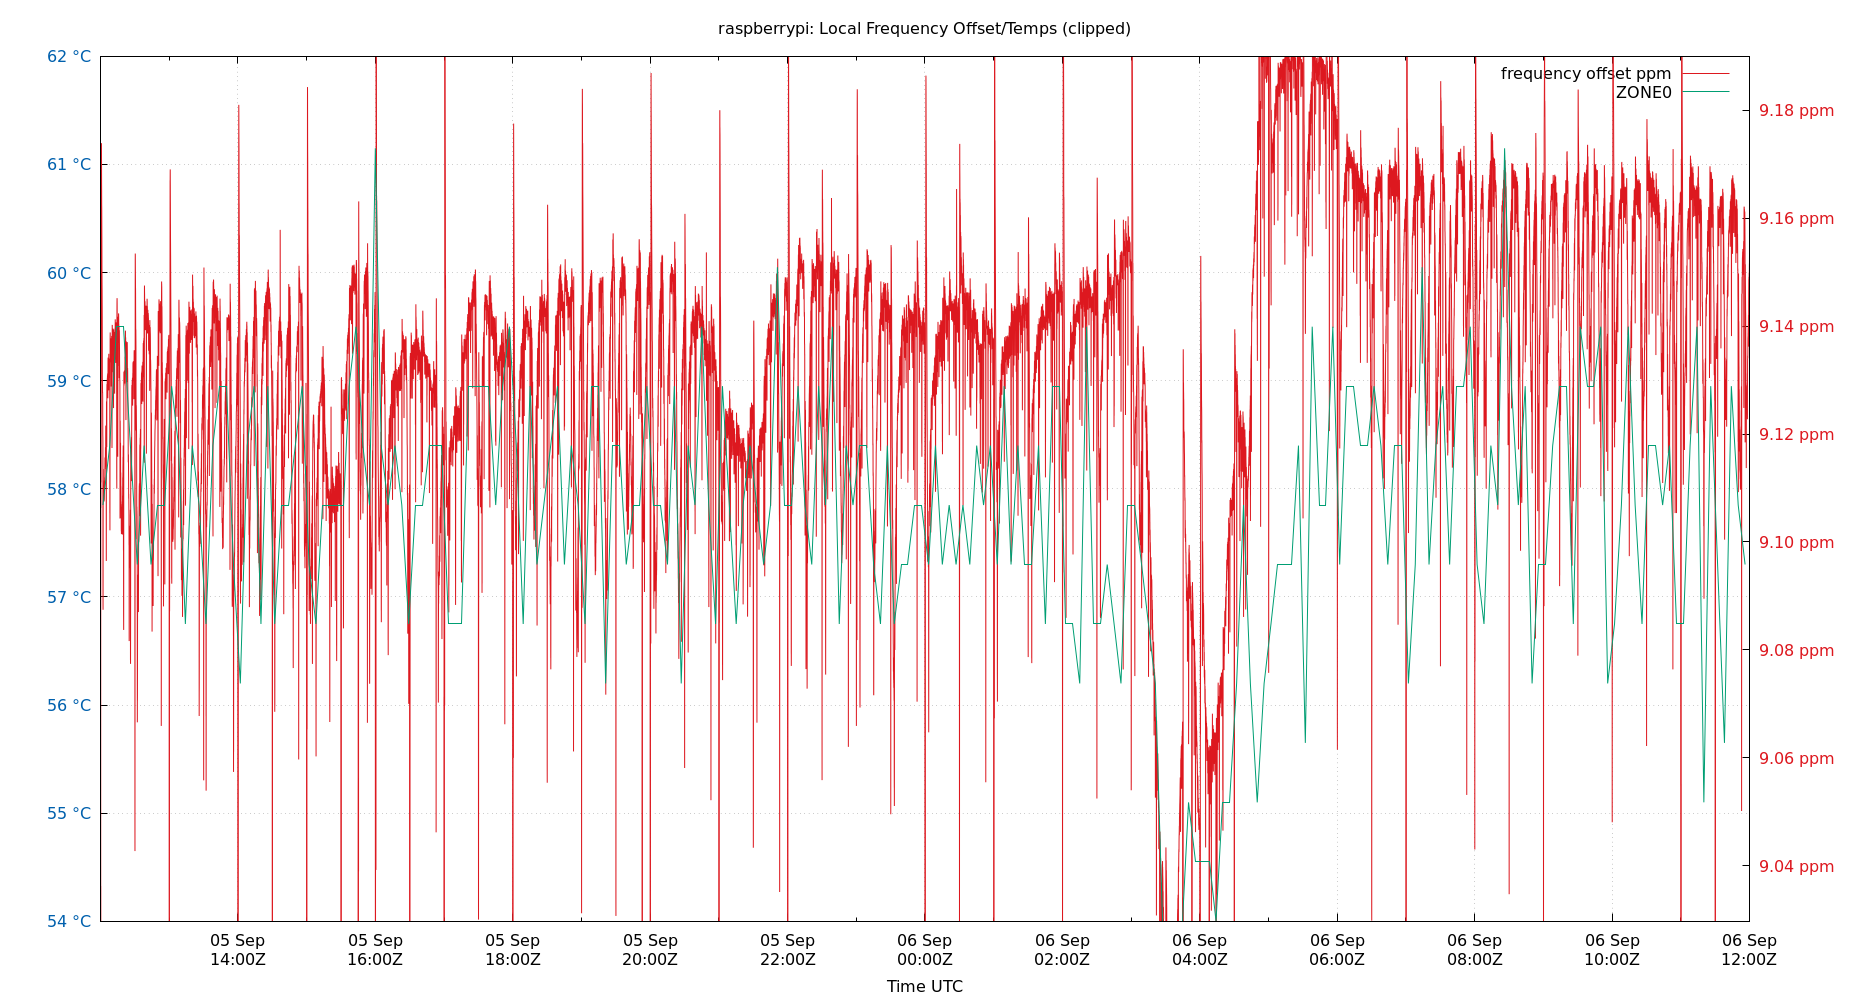 raspberrypi: Local Frequency Offset/Temps (clipped)
62 °C
61 °C
60 °C
59 °C
58 °C
57 °C
56 °C
55 °C
54 °C
frequency offset ppm
ZONE0
9.18 ppm
9.16 ppm
9.14 ppm
9.12 ppm
9.10 ppm
9.08 ppm
9.06 ppm
9.04 ppm
05 Sep
14:00Z
05 Sep
16:00Z
05 Sep
18:00Z
05 Sep
20:00Z
05 Sep
22:00Z
06 Sep
00:00Z
06 Sep
02:00Z
06 Sep
04:00Z
06 Sep
06:00Z
06 Sep
08:00Z
06 Sep
10:00Z
06 Sep
12:00Z
Time UTC